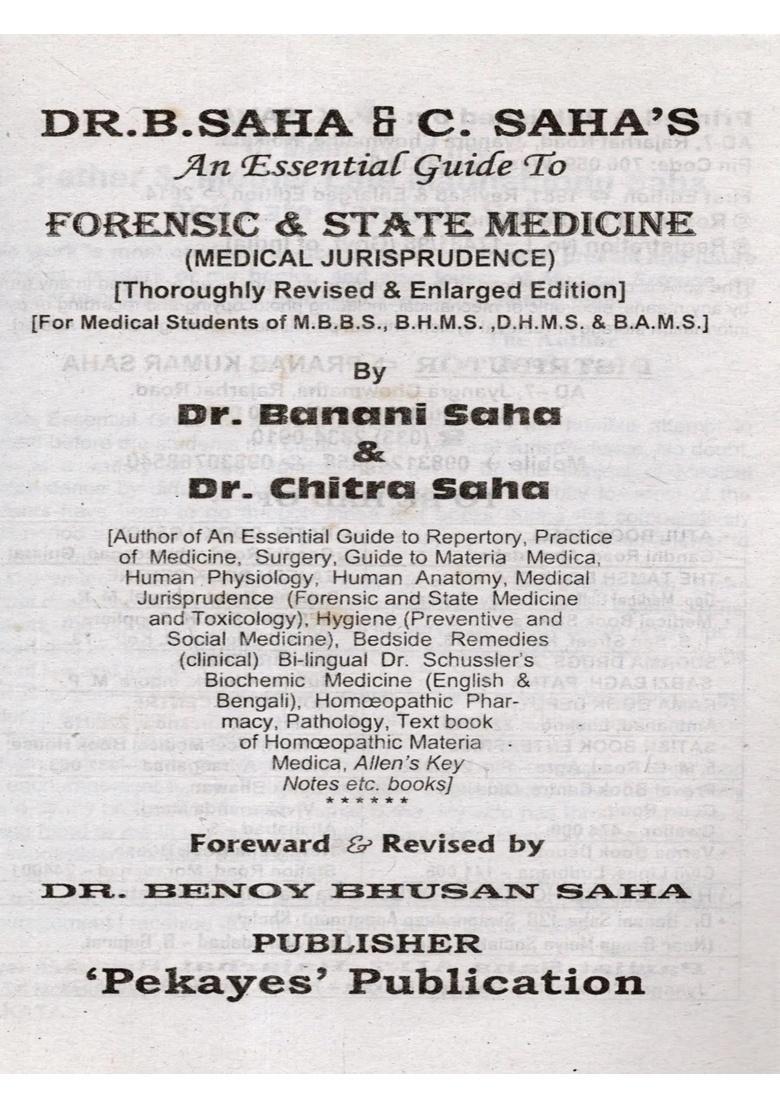 DR.B.SAHA & C. SAHA'S
An Essential Guide To
FORENSIC & STATE MEDICINE
(MEDICAL JURISPRUDENCE)
[Thoroughly Revised & Enlarged Edition]
[For Medical Students of M.B.B.S., B.H.M.S.,D.H.M.S. & B.A.M.S.]
By
Dr. Banani Saha
&
Dr. Chitra Saha
[Author of An Essential Guide to Repertory, Practice
of Medicine, Surgery, Guide to Materia Medica,
Human Physiology, Human Anatomy, Medical
Jurisprudence (Forensic and State Medicine
and Toxicology), Hygiene (Preventive and
Social Medicine), Bedside Remedies
(clinical) Bi-lingual Dr. Schussler's
Biochemic Medicine (English &
Bengali), Homœopathic Phar-
macy, Pathology, Text book
of Homœopathic Materia
Medica, Allen's Key
Notes etc. books]
******
Foreward & Revised by
DR. BENOY BHUSAN SAHA
PUBLISHER
'Pekayes' Publication